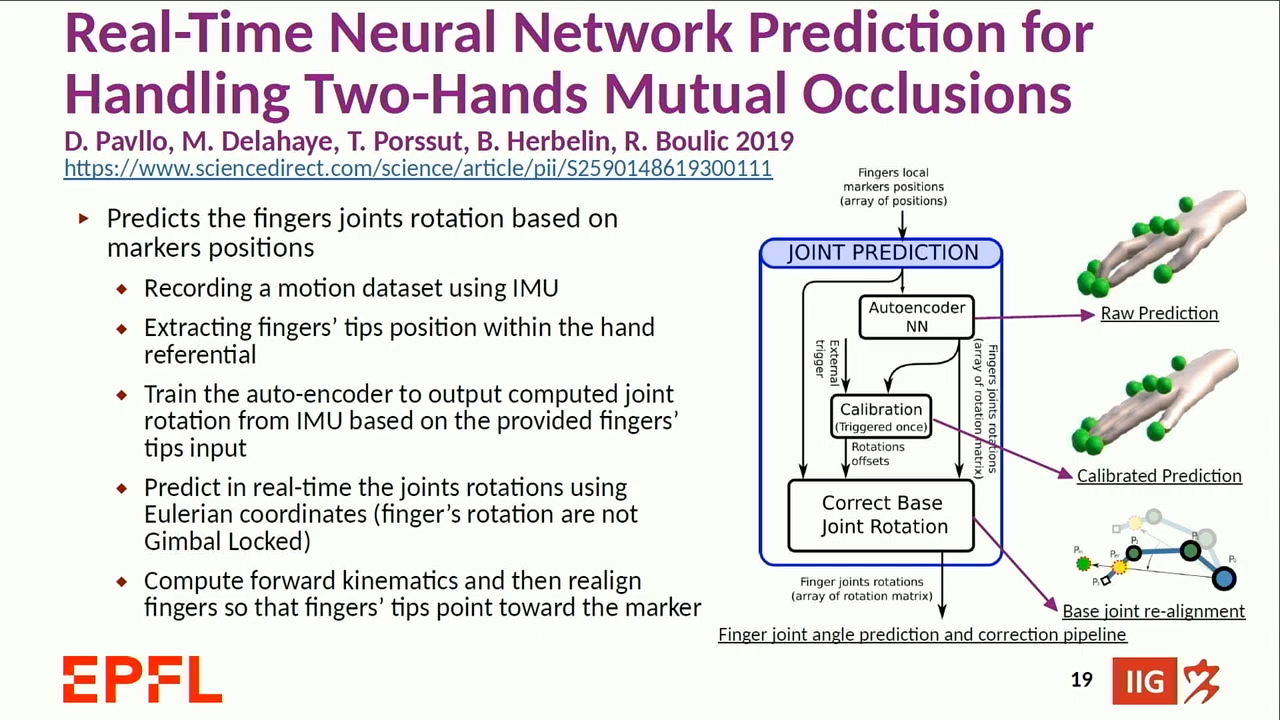 Real-Time Neural Network Prediction for
Handling Two-Hands Mutual Occlusions
D. Pavllo, M. Delahaye, T. Porssut, B. Herbelin, R. Boulic 2019
https://www.sciencedirect.com/science/article/pii/S2590148619300111
Predicts the fingers joints rotation based on
markers positions
Recording a motion dataset using IMU
Extracting fingers' tips position within the hand
referential
Train the auto-encoder to output computed joint
rotation from IMU based on the provided fingers'
tips input
Predict in real-time the joints rotations using
Eulerian coordinates (finger's rotation are not
Gimbal Locked)
Compute forward kinematics and then realign
fingers so that fingers' tips point toward the marker
Fingers local
markers positions
(array of positions)
JOINT PREDICTION
Autoencoder
NN
External
trigger
Fingers joints rotations
(array of rotation matrix)
Calibration
(Triggered once)
Rotations
offsets
Correct Base
Joint Rotation
Finger joints rotations
(array of rotation matrix)
Finger joint angle prediction and correction pipeline
Raw Prediction
Calibrated Prediction
Base joint re-alignment
EPFL
19
IIG